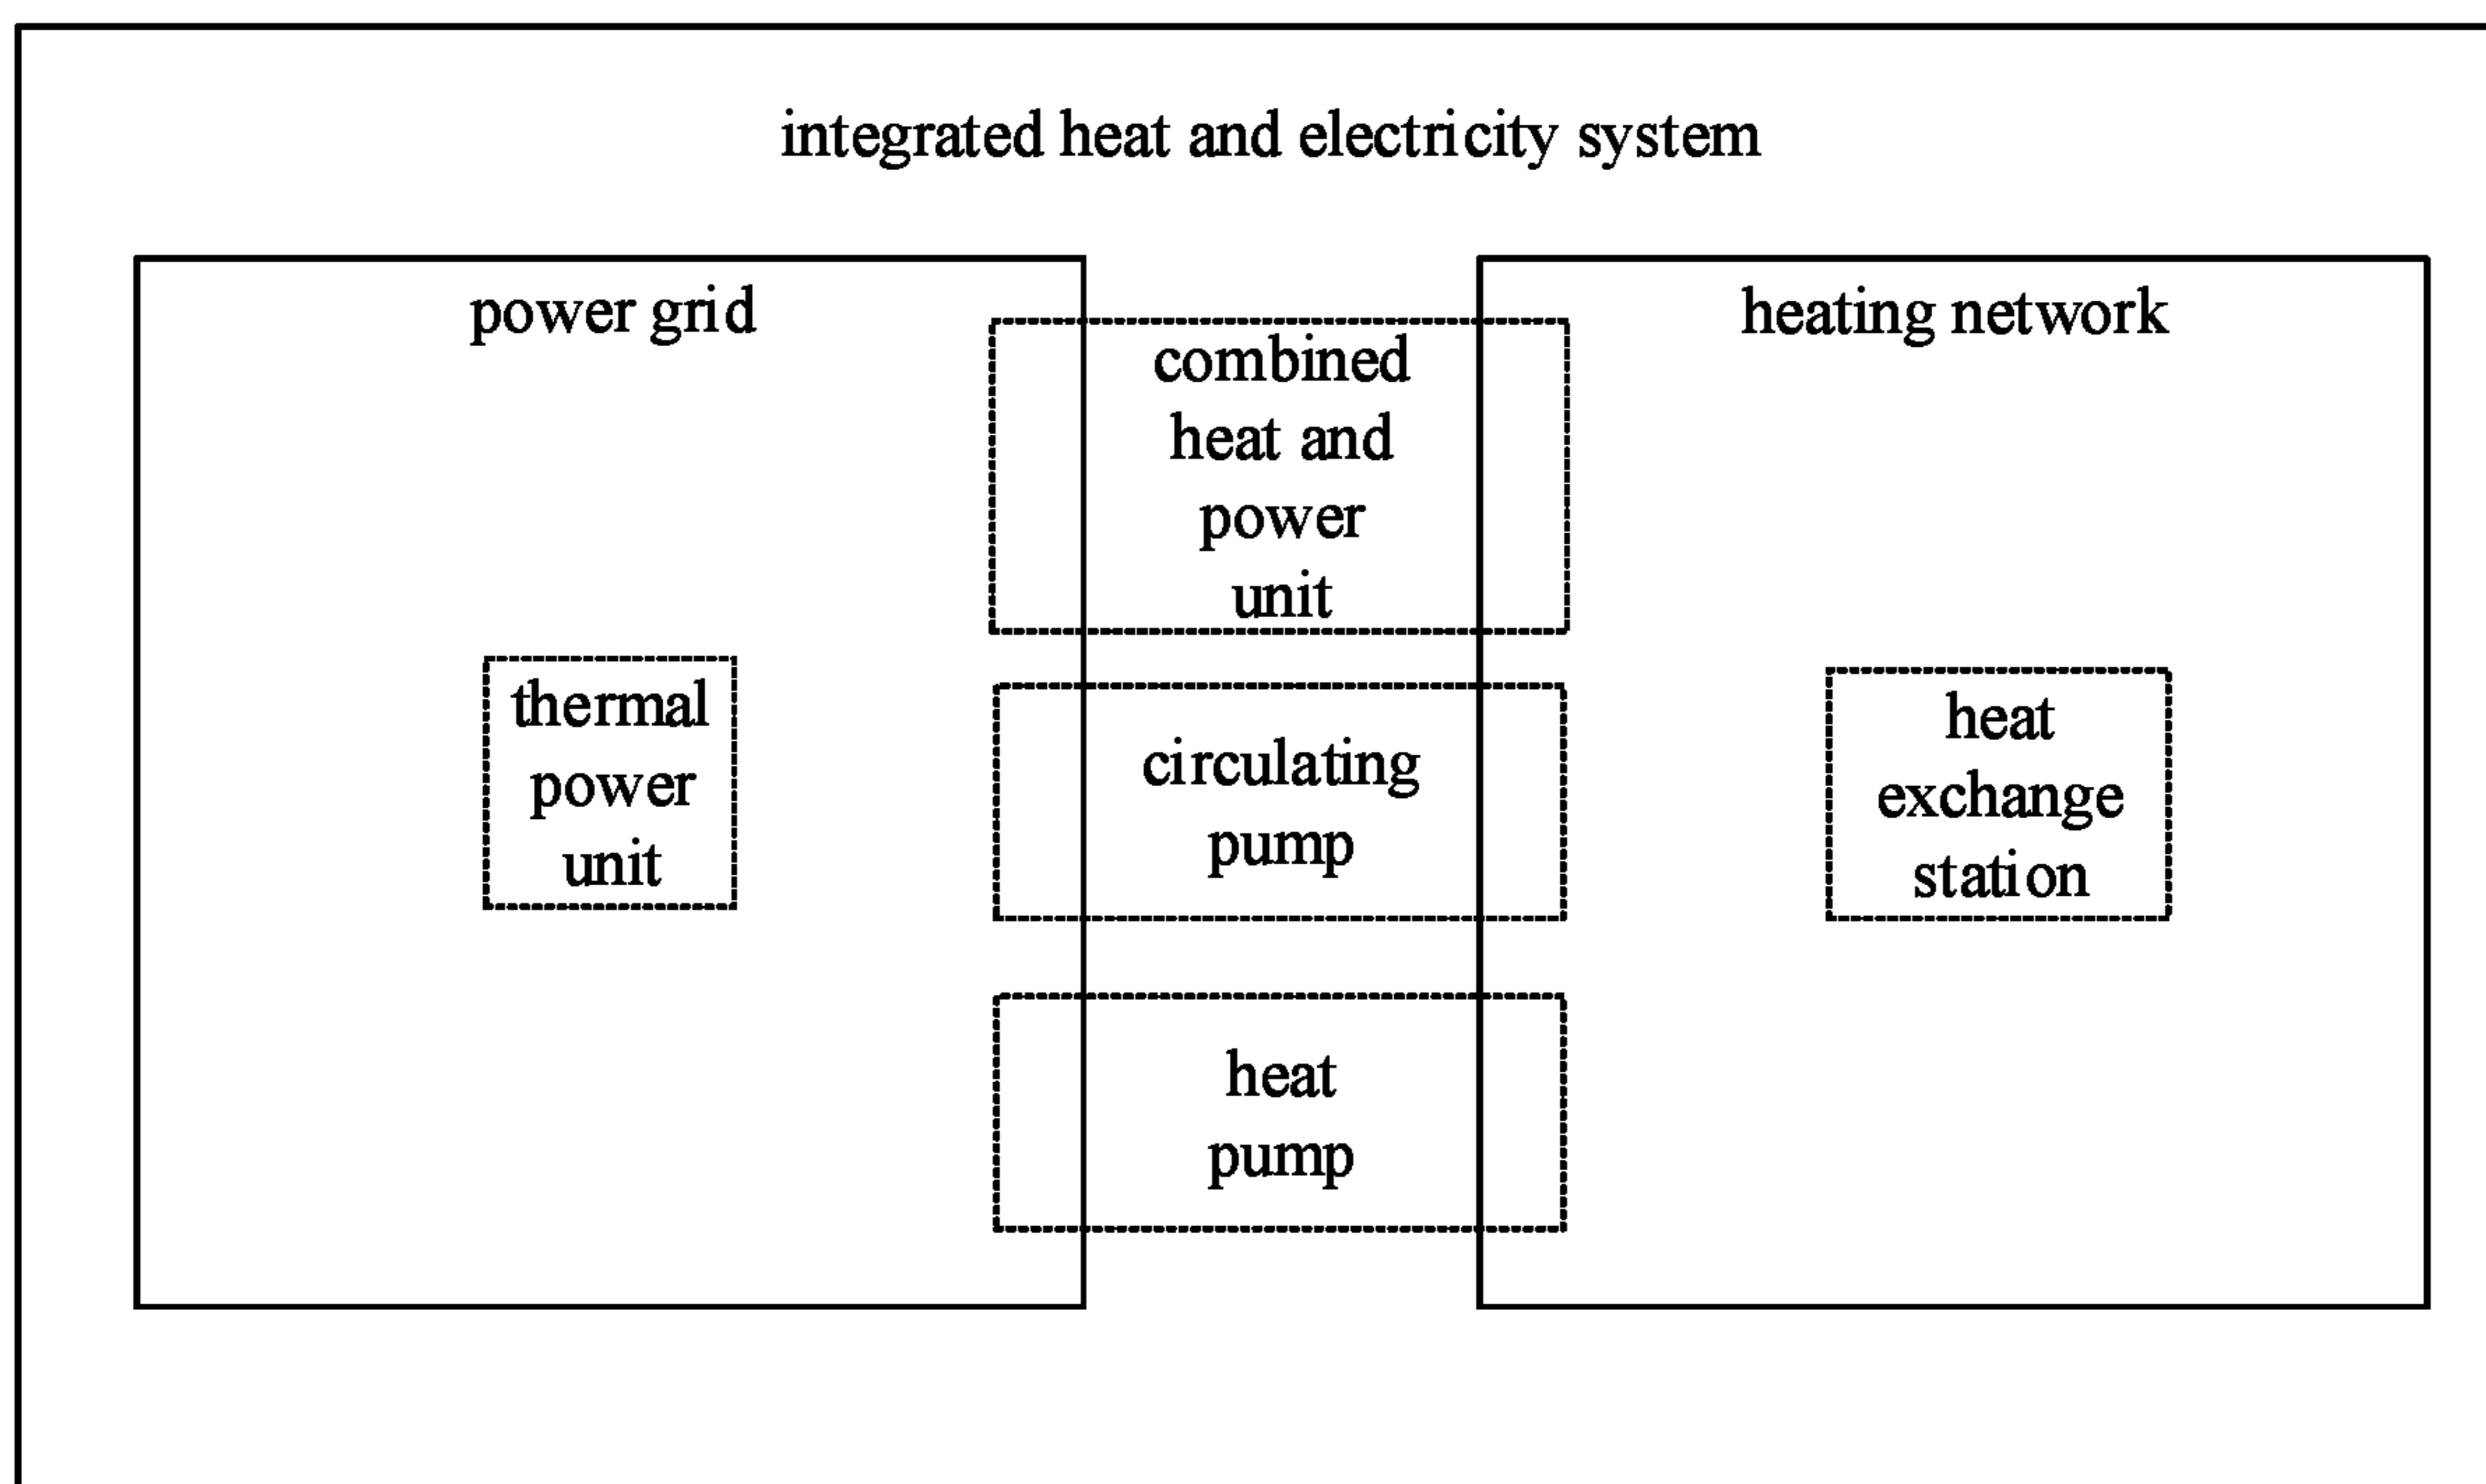 integrated heat and electricity system
power grid
heating network
combined
heat and
power
unit
thermal
power
unit
circulating
pump
heat
exchange
station
heat
pump